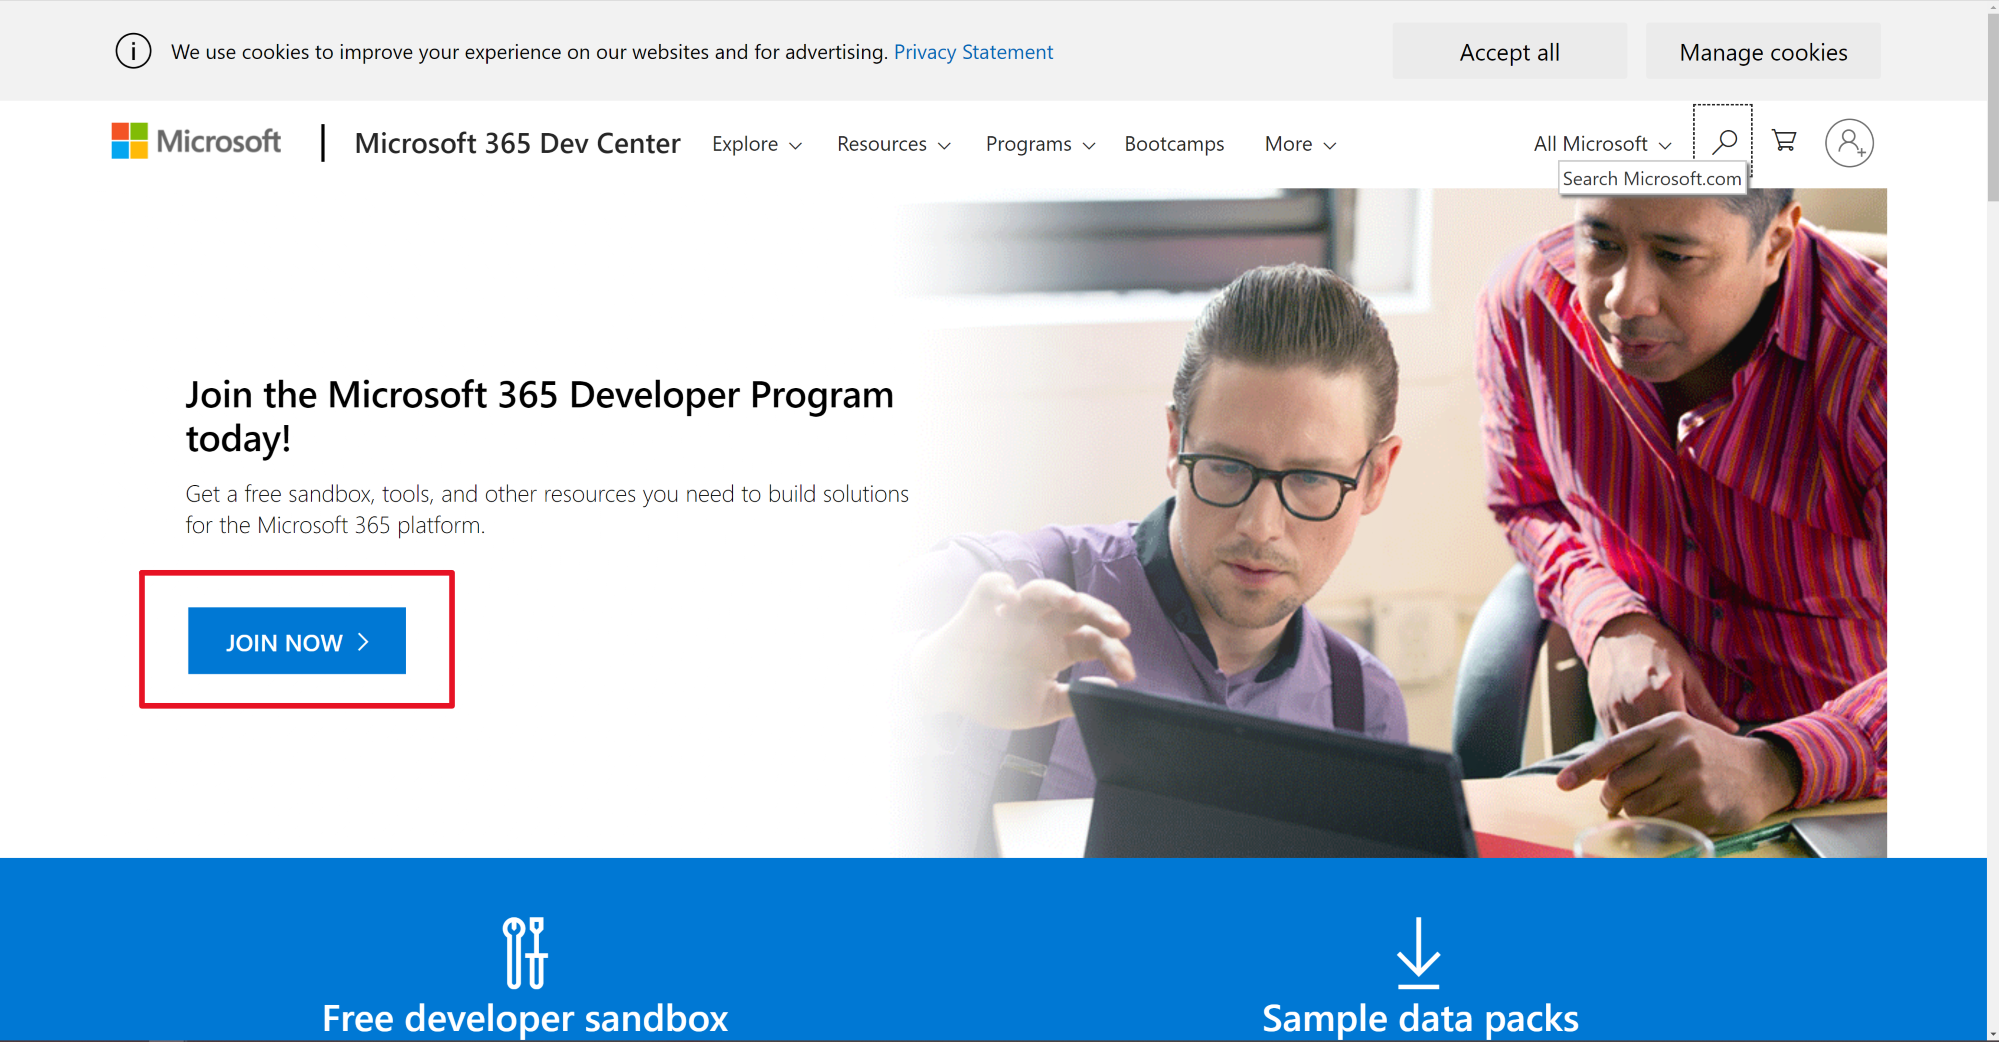 We use cookies to improve your experience on our websites and for advertising. Privacy Statement
Accept all
Manage cookies
Microsoft
Microsoft 365 Dev Center
Explore
Resources
Programs
Bootcamps
More
All Microsoft
Search Microsoft.com
Join the Microsoft 365 Developer Program
today!
Get a free sandbox, tools, and other resources you need to build solutions
for the Microsoft 365 platform.
JOIN NOW
Free developer sandbox
Sample data packs